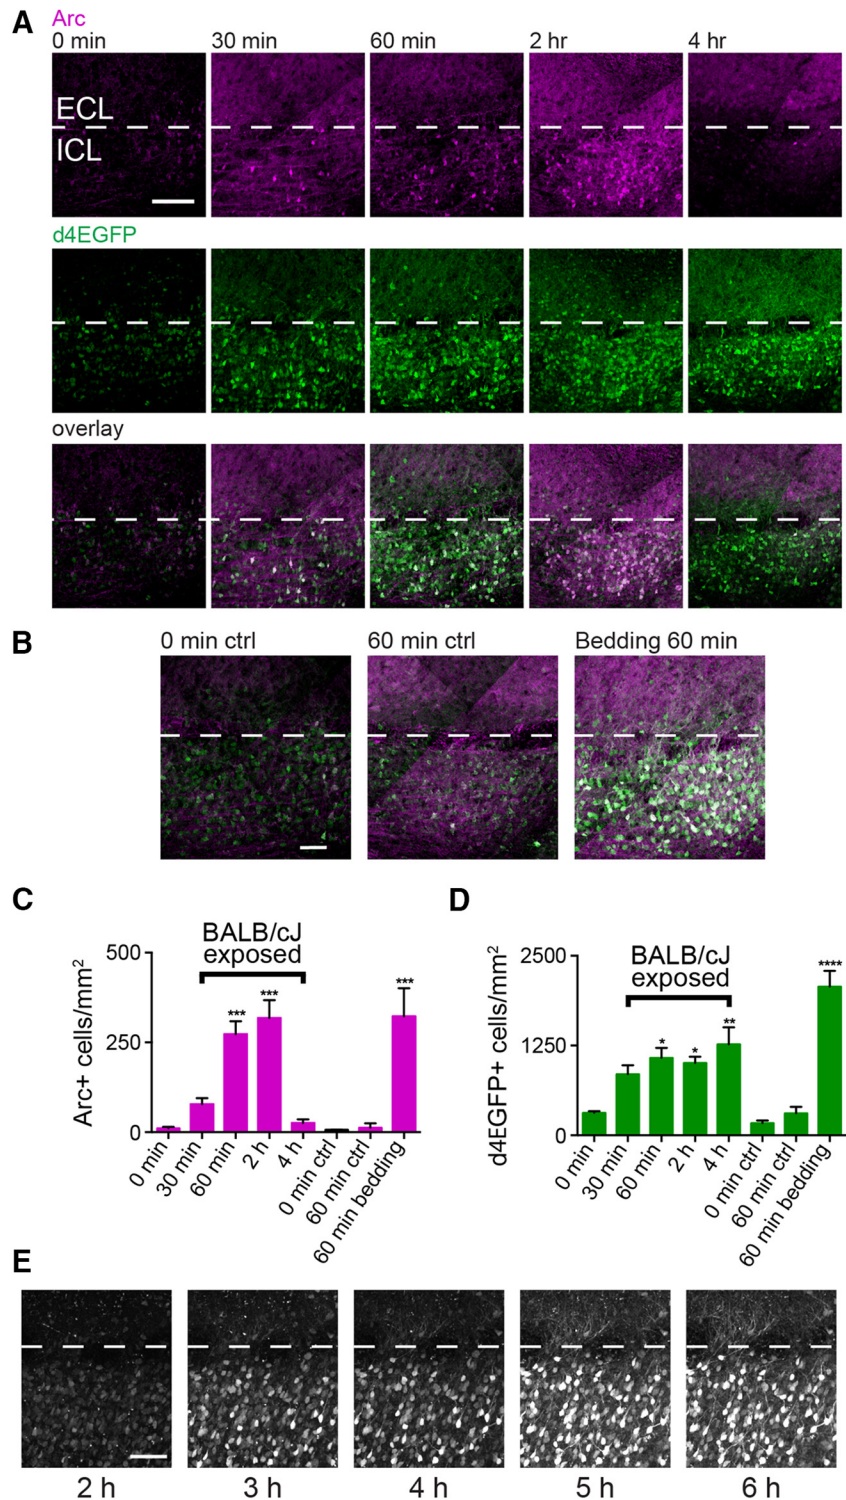 A
Arc
0 min 30 min 60 min 2 hr 4 hr
ECL
ICL
d4EGFP
overlay
B
0 min ctrl 60 min ctrl Bedding 60 min
C
BALB/cJ
exposed
Arc+ cells/mm²
500
250
0
*** *** ***
0 min 30 min 60 min 2 h 4 h 0 min ctrl 60 min ctrl 60 min bedding
D
BALB/cJ
exposed
d4EGFP+ cells/mm²
2500
1250
0
* * ** ****
0 min 30 min 60 min 2 h 4 h 0 min ctrl 60 min ctrl 60 min bedding
E
2 h 3 h 4 h 5 h 6 h